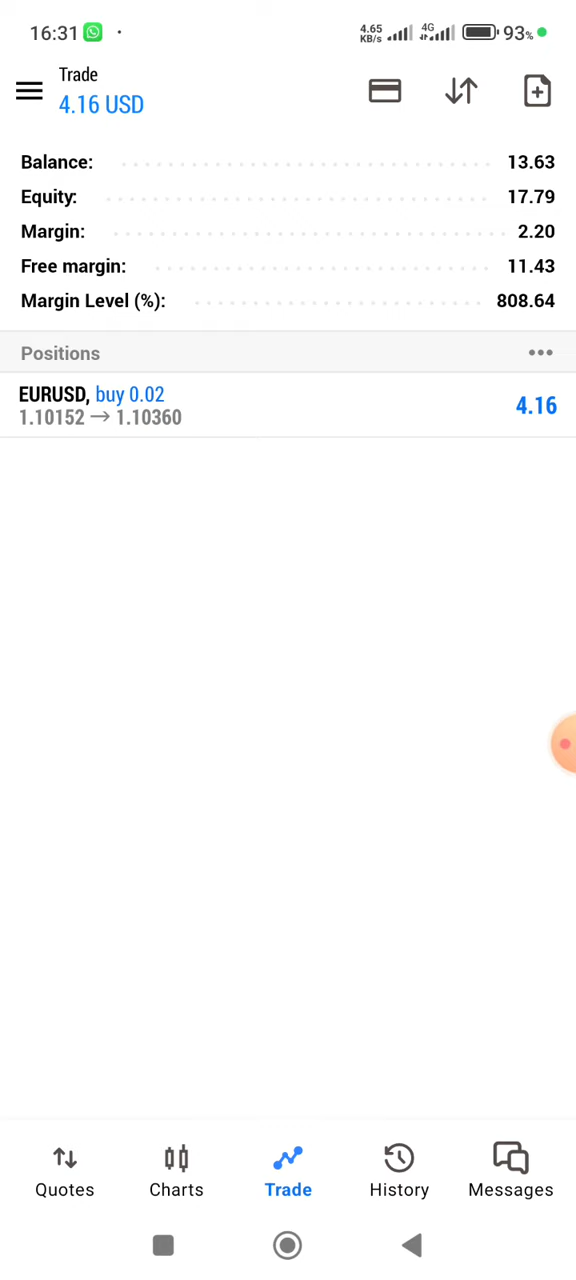 16:31 4.65 KB/s 4G 93%
Trade
4.16 USD
Balance: 13.63
Equity: 17.79
Margin: 2.20
Free margin: 11.43
Margin Level (%): 808.64
Positions
EURUSD, buy 0.02 4.16
1.10152 → 1.10360
Quotes Charts Trade History Messages